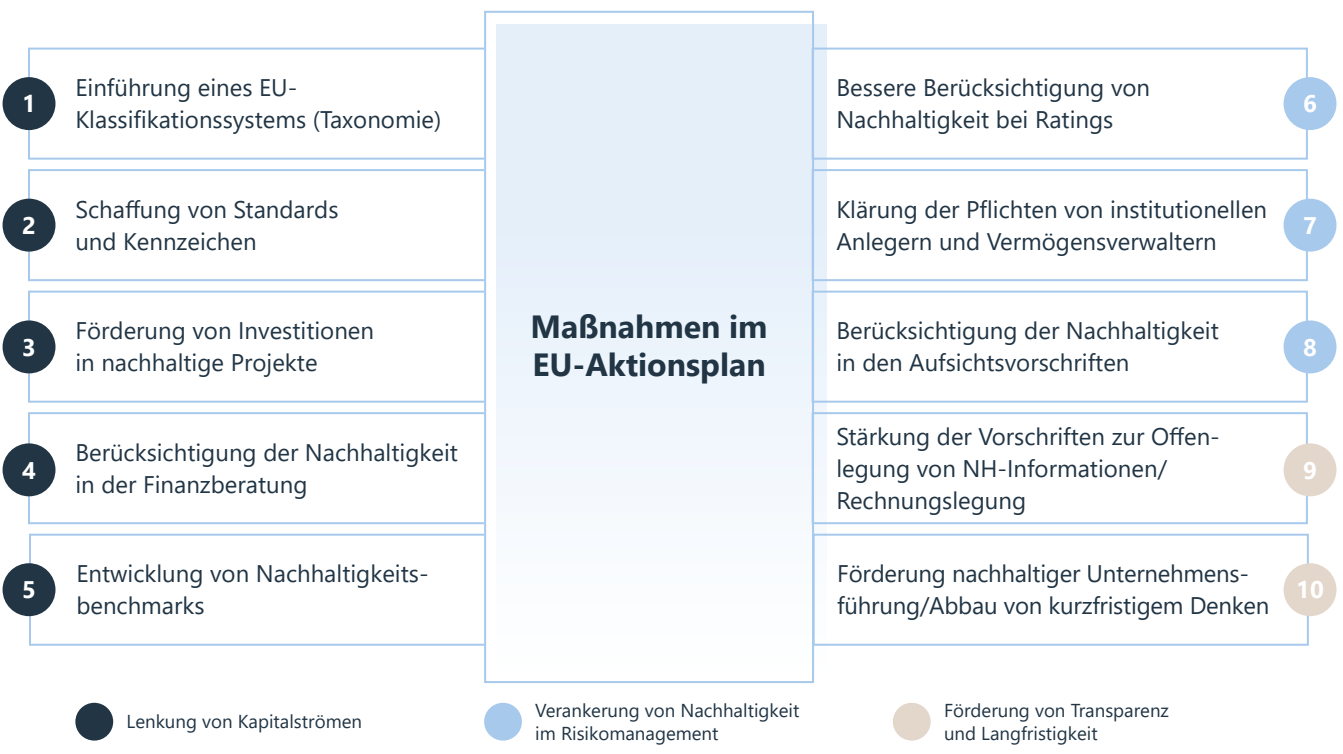 1
Einführung eines EU-
Klassifikationssystems (Taxonomie)
2
Schaffung von Standards
und Kennzeichen
3
Förderung von Investitionen
in nachhaltige Projekte
4
Berücksichtigung der Nachhaltigkeit
in der Finanzberatung
5
Entwicklung von Nachhaltigkeits-
benchmarks
Maßnahmen im
EU-Aktionsplan
Bessere Berücksichtigung von
Nachhaltigkeit bei Ratings
6
Klärung der Pflichten von institutionellen
Anlegern und Vermögensverwaltern
7
Berücksichtigung der Nachhaltigkeit
in den Aufsichtsvorschriften
8
Stärkung der Vorschriften zur Offen-
legung von NH-Informationen/
Rechnungslegung
9
Förderung nachhaltiger Unternehmens-
führung/Abbau von kurzfristigem Denken
10
Lenkung von Kapitalströmen
Verankerung von Nachhaltigkeit
im Risikomanagement
Förderung von Transparenz
und Langfristigkeit